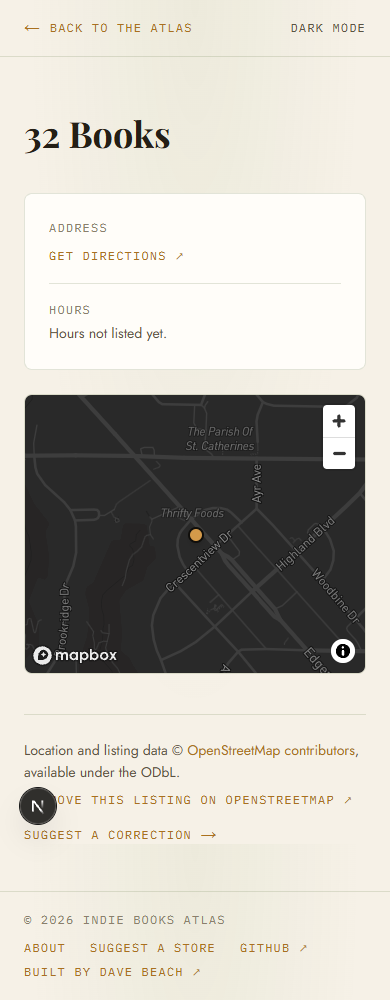 ← BACK TO THE ATLAS
DARK MODE
32 Books
ADDRESS
GET DIRECTIONS ↗
HOURS
Hours not listed yet.
The Parish Of
St. Catherines
Ayr Ave
Thrifty Foods
Crescentview Dr
Highland Blvd
Woodbine Dr
rookridge Dr
Edge
A
mapbox
Location and listing data © OpenStreetMap contributors,
available under the ODbL.
OVE THIS LISTING ON OPENSTREETMAP ↗
N
SUGGEST A CORRECTION →
© 2026 INDIE BOOKS ATLAS
ABOUT SUGGEST A STORE GITHUB ↗
BUILT BY DAVE BEACH ↗